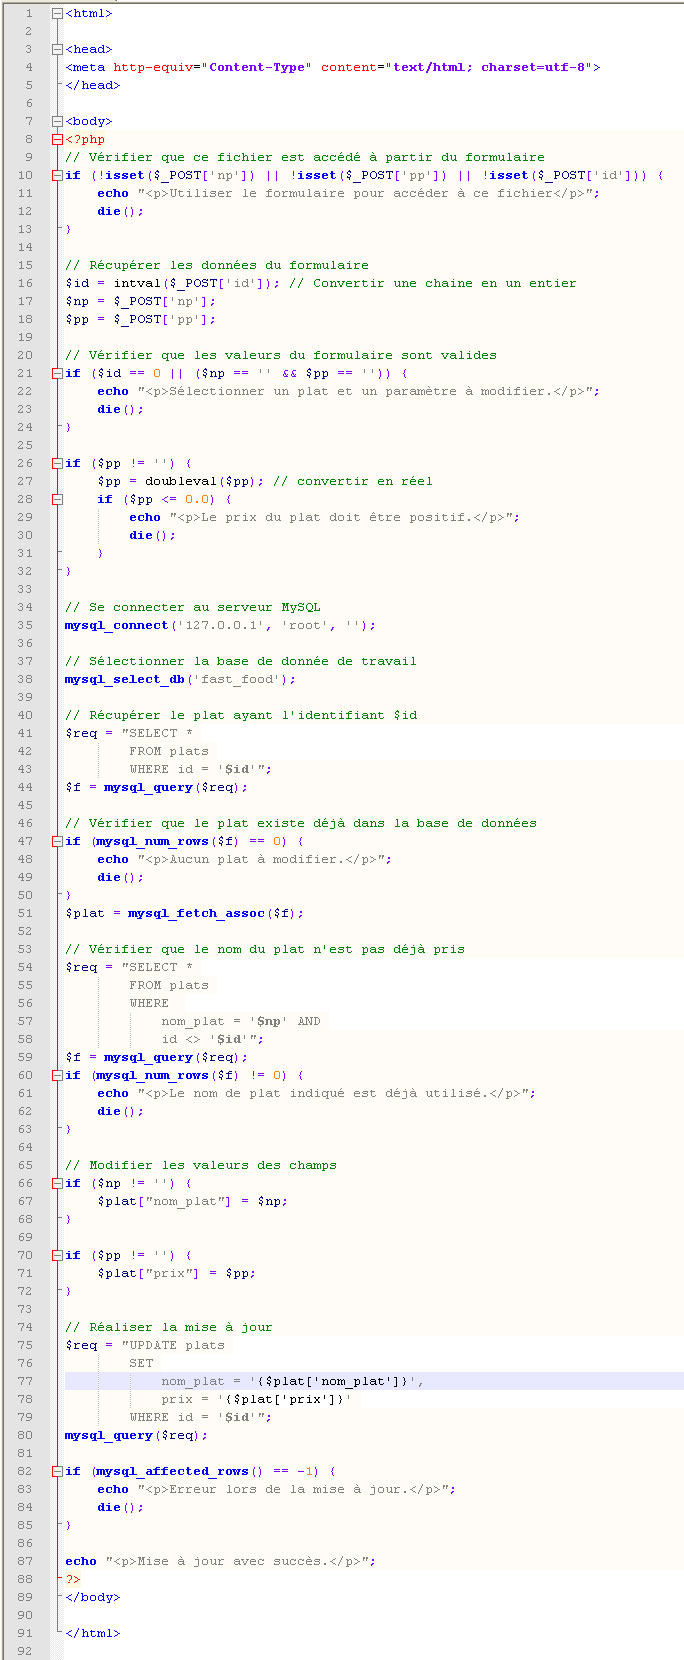 1 <html>
2
3 <head>
4 <meta http-equiv="Content-Type" content="text/html; charset=utf-8">
5 </head>
6
7 <body>
8 <?php
9 // Vérifier que ce fichier est accédé à partir du formulaire
10 if (!isset($_POST['np']) || !isset($_POST['pp']) || !isset($_POST['id'])) {
11     echo "<p>Utiliser le formulaire pour accéder à ce fichier</p>";
12     die();
13 }
14
15 // Récupérer les données du formulaire
16 $id = intval($_POST['id']); // Convertir une chaine en un entier
17 $np = $_POST['np'];
18 $pp = $_POST['pp'];
19
20 // Vérifier que les valeurs du formulaire sont valides
21 if ($id == 0 || ($np == '' && $pp == '')) {
22     echo "<p>Sélectionner un plat et un paramètre à modifier.</p>";
23     die();
24 }
25
26 if ($pp != '') {
27     $pp = doubleval($pp); // convertir en réel
28     if ($pp <= 0.0) {
29         echo "<p>Le prix du plat doit être positif.</p>";
30         die();
31     }
32 }
33
34 // Se connecter au serveur MySQL
35 mysql_connect('127.0.0.1', 'root', '');
36
37 // Sélectionner la base de donnée de travail
38 mysql_select_db('fast_food');
39
40 // Récupérer le plat ayant l'identifiant $id
41 $req = "SELECT *
42         FROM plats
43         WHERE id = '$id'";
44 $f = mysql_query($req);
45
46 // Vérifier que le plat existe déjà dans la base de données
47 if (mysql_num_rows($f) == 0) {
48     echo "<p>Aucun plat à modifier.</p>";
49     die();
50 }
51 $plat = mysql_fetch_assoc($f);
52
53 // Vérifier que le nom du plat n'est pas déjà pris
54 $req = "SELECT *
55         FROM plats
56         WHERE
57             nom_plat = '$np' AND
58             id <> '$id'";
59 $f = mysql_query($req);
60 if (mysql_num_rows($f) != 0) {
61     echo "<p>Le nom de plat indiqué est déjà utilisé.</p>";
62     die();
63 }
64
65 // Modifier les valeurs des champs
66 if ($np != '') {
67     $plat["nom_plat"] = $np;
68 }
69
70 if ($pp != '') {
71     $plat["prix"] = $pp;
72 }
73
74 // Réaliser la mise à jour
75 $req = "UPDATE plats
76         SET
77             nom_plat = '{$plat['nom_plat']}',
78             prix = '{$plat['prix']}'
79         WHERE id = '$id'";
80 mysql_query($req);
81
82 if (mysql_affected_rows() == -1) {
83     echo "<p>Erreur lors de la mise à jour.</p>";
84     die();
85 }
86
87 echo "<p>Mise à jour avec succès.</p>";
88 ?>
89 </body>
90
91 </html>
92